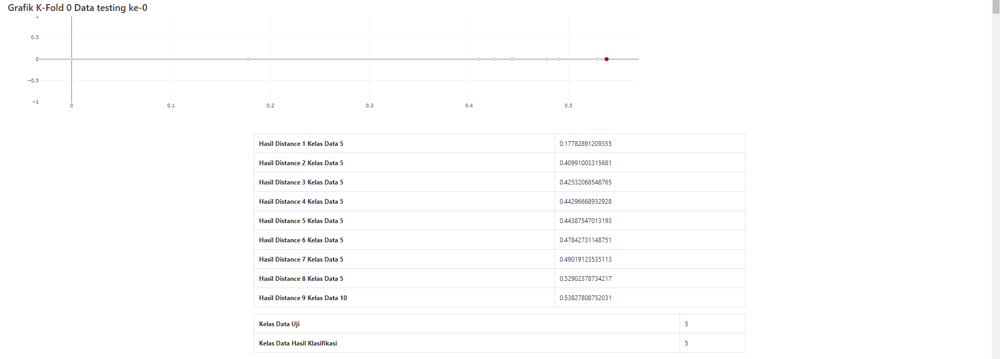 Grafik K-Fold 0 Data testing ke-0
1
0.5
0
−0.5
−1
0 0.1 0.2 0.3 0.4 0.5
Hasil Distance 1 Kelas Data 5 0.17782891209355
Hasil Distance 2 Kelas Data 5 0.40991003315681
Hasil Distance 3 Kelas Data 5 0.42532068548765
Hasil Distance 4 Kelas Data 5 0.44296668932928
Hasil Distance 5 Kelas Data 5 0.44387547013193
Hasil Distance 6 Kelas Data 5 0.47842731148751
Hasil Distance 7 Kelas Data 5 0.49019123535113
Hasil Distance 8 Kelas Data 5 0.52902378734217
Hasil Distance 9 Kelas Data 10 0.53827808752031
Kelas Data Uji 5
Kelas Data Hasil Klasifikasi 5